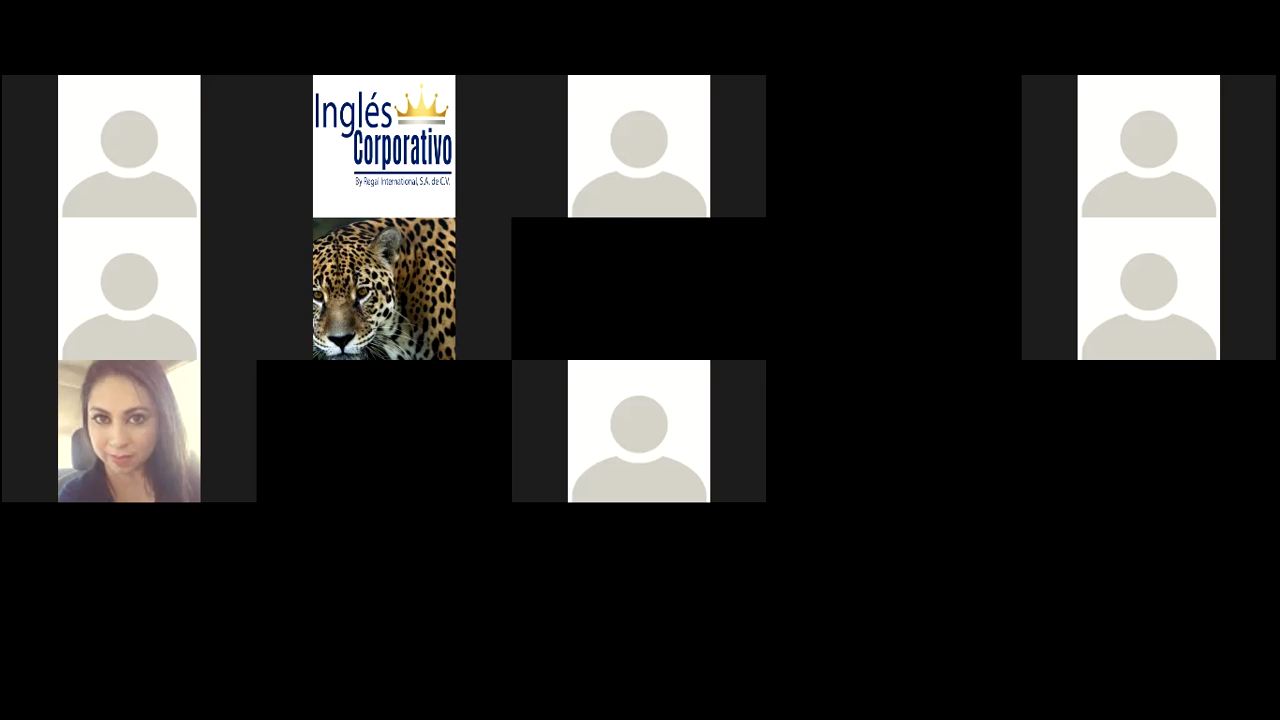 Inglés
Corporativo
By Regal International, S.A. de C.V.